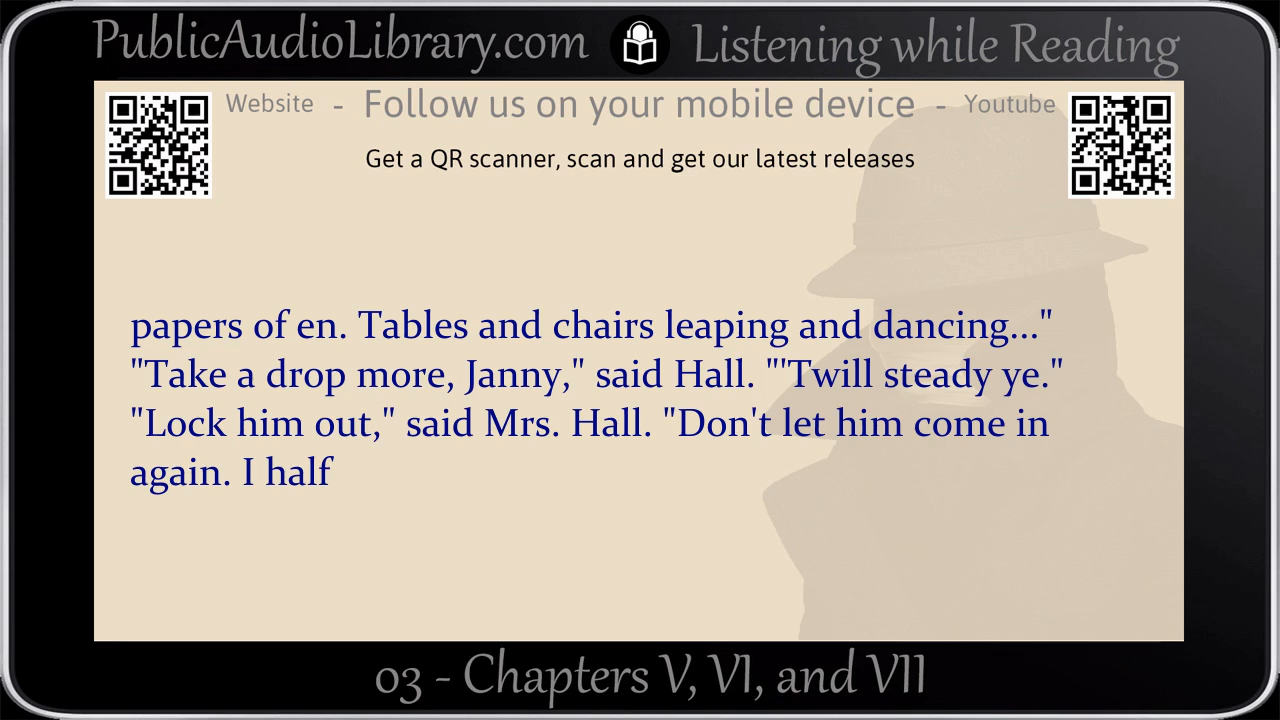 PublicAudioLibrary.com Listening while Reading
Website - Follow us on your mobile device - Youtube
Get a QR scanner, scan and get our latest releases
papers of en. Tables and chairs leaping and dancing..."
"Take a drop more, Janny," said Hall. "'Twill steady ye."
"Lock him out," said Mrs. Hall. "Don't let him come in
again. I half
03 - Chapters V, VI, and VII